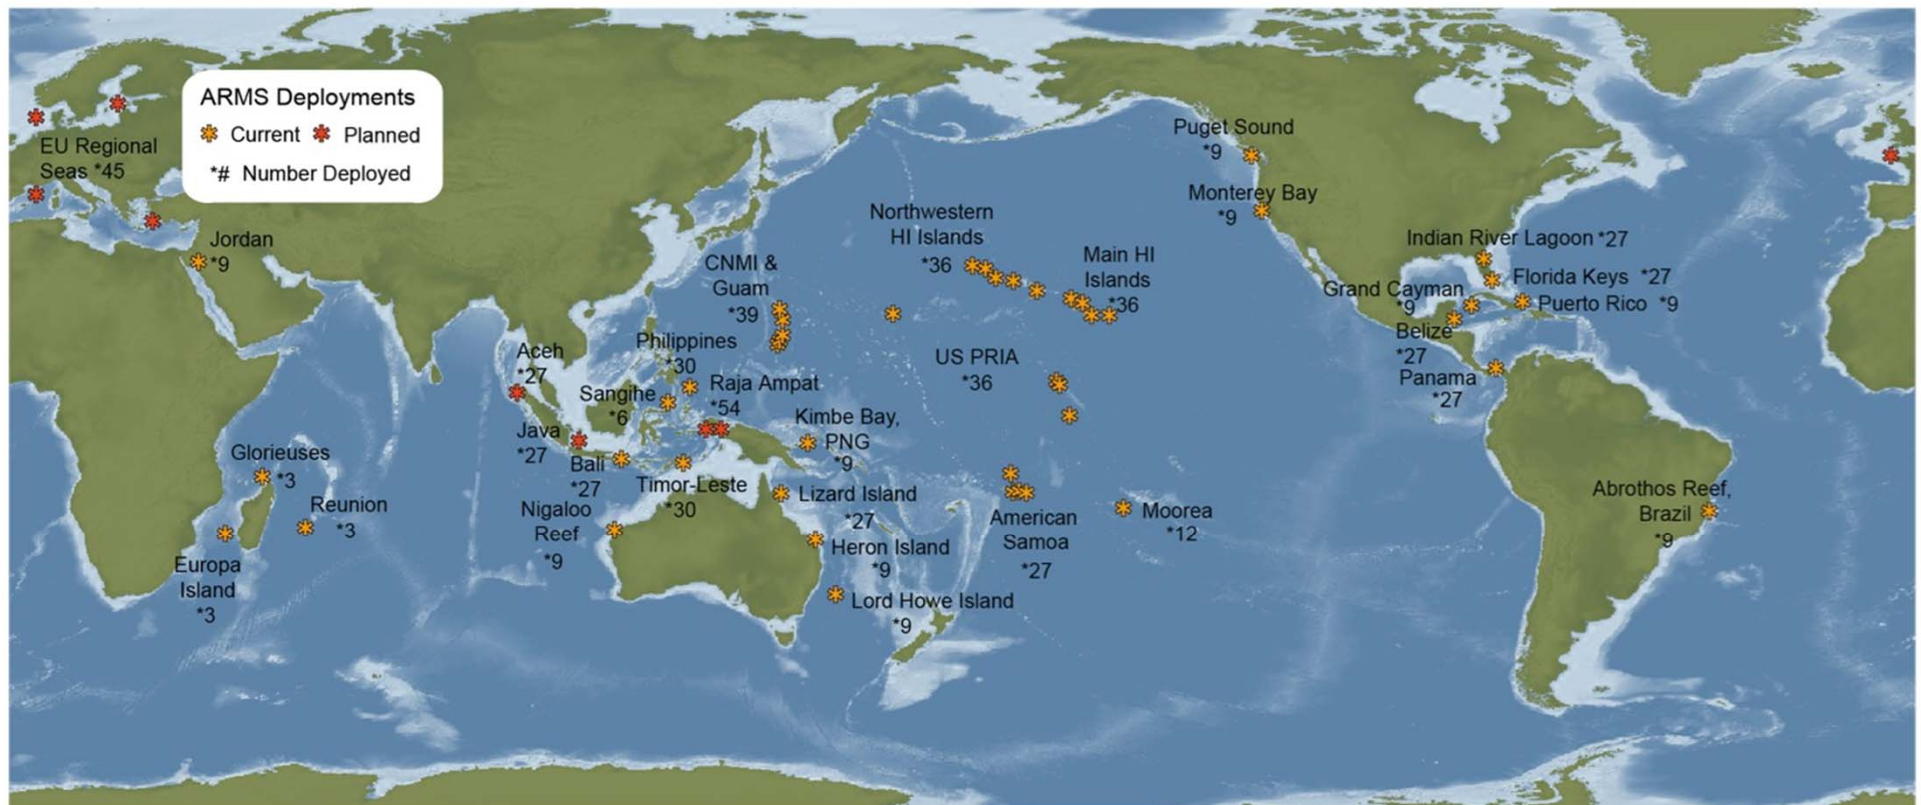 ARMS Deployments
Current
Planned
*# Number Deployed
EU Regional
Seas *45
Jordan
*9
Puget Sound
*9
Monterey Bay
*9
Northwestern
HI Islands
*36
Main HI
Islands
*36
CNMI &
Guam
*39
Indian River Lagoon *27
Florida Keys *27
Grand Cayman
*9
Puerto Rico *9
Belize
*27
Panama
*27
Philippines
*30
Aceh
*27
US PRIA
*36
Sangihe
*6
Raja Ampat
*54
Kimbe Bay,
PNG
*9
Java
*27
Bali
*27
Timor-Leste
*30
Glorieuses
*3
Reunion
*3
Europa
Island
*3
Nigaloo
Reef
*9
Lizard Island
*27
Heron Island
*9
Lord Howe Island
*9
American
Samoa
*27
Moorea
*12
Abrothos Reef,
Brazil
*9